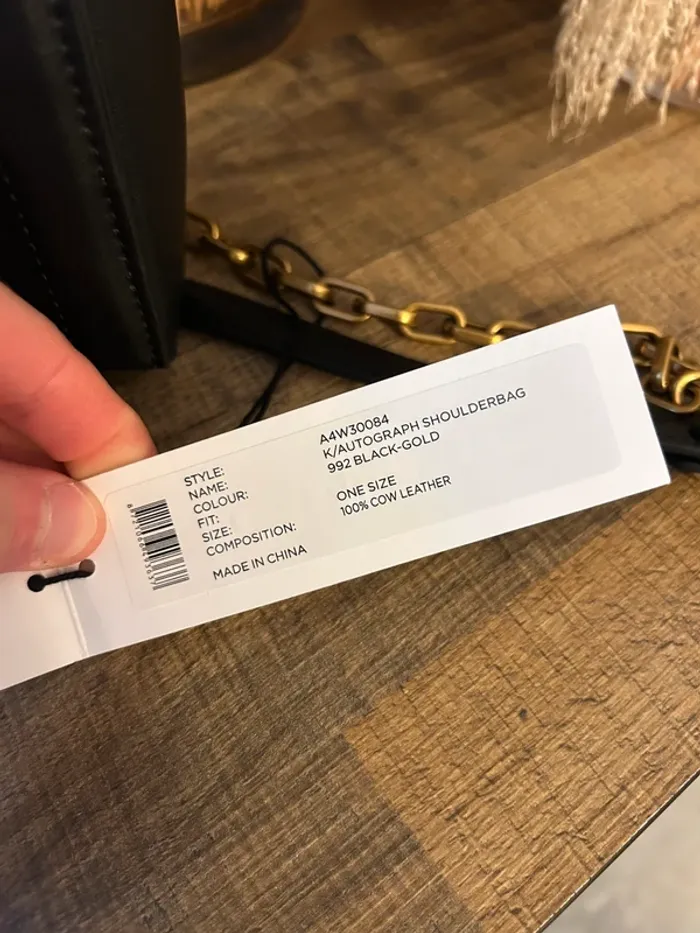 STYLE: A4W30084
NAME: K/AUTOGRAPH SHOULDERBAG
COLOUR: 992 BLACK-GOLD
FIT:
SIZE: ONE SIZE
COMPOSITION: 100% COW LEATHER
MADE IN CHINA